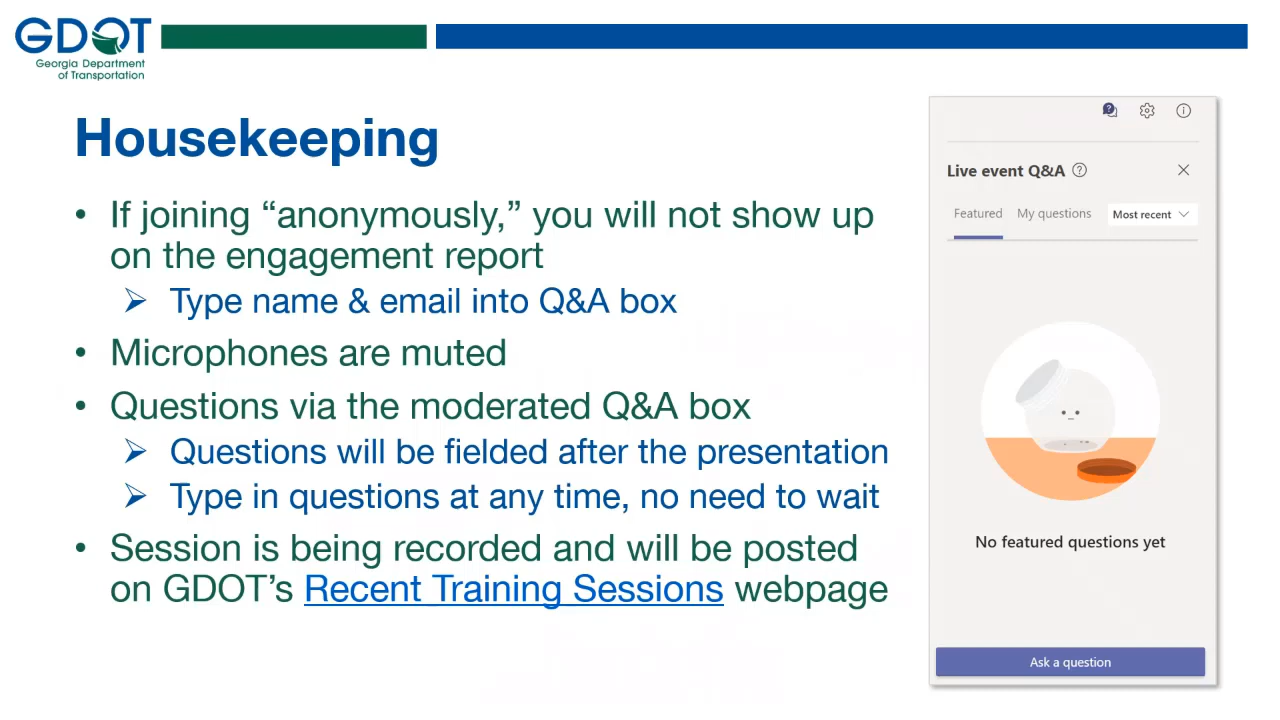 GDOT
Georgia Department
of Transportation
Housekeeping
• If joining “anonymously,” you will not show up
on the engagement report
➢ Type name & email into Q&A box
• Microphones are muted
• Questions via the moderated Q&A box
➢ Questions will be fielded after the presentation
➢ Type in questions at any time, no need to wait
• Session is being recorded and will be posted
on GDOT’s Recent Training Sessions webpage
Live event Q&A
Featured My questions Most recent
No featured questions yet
Ask a question